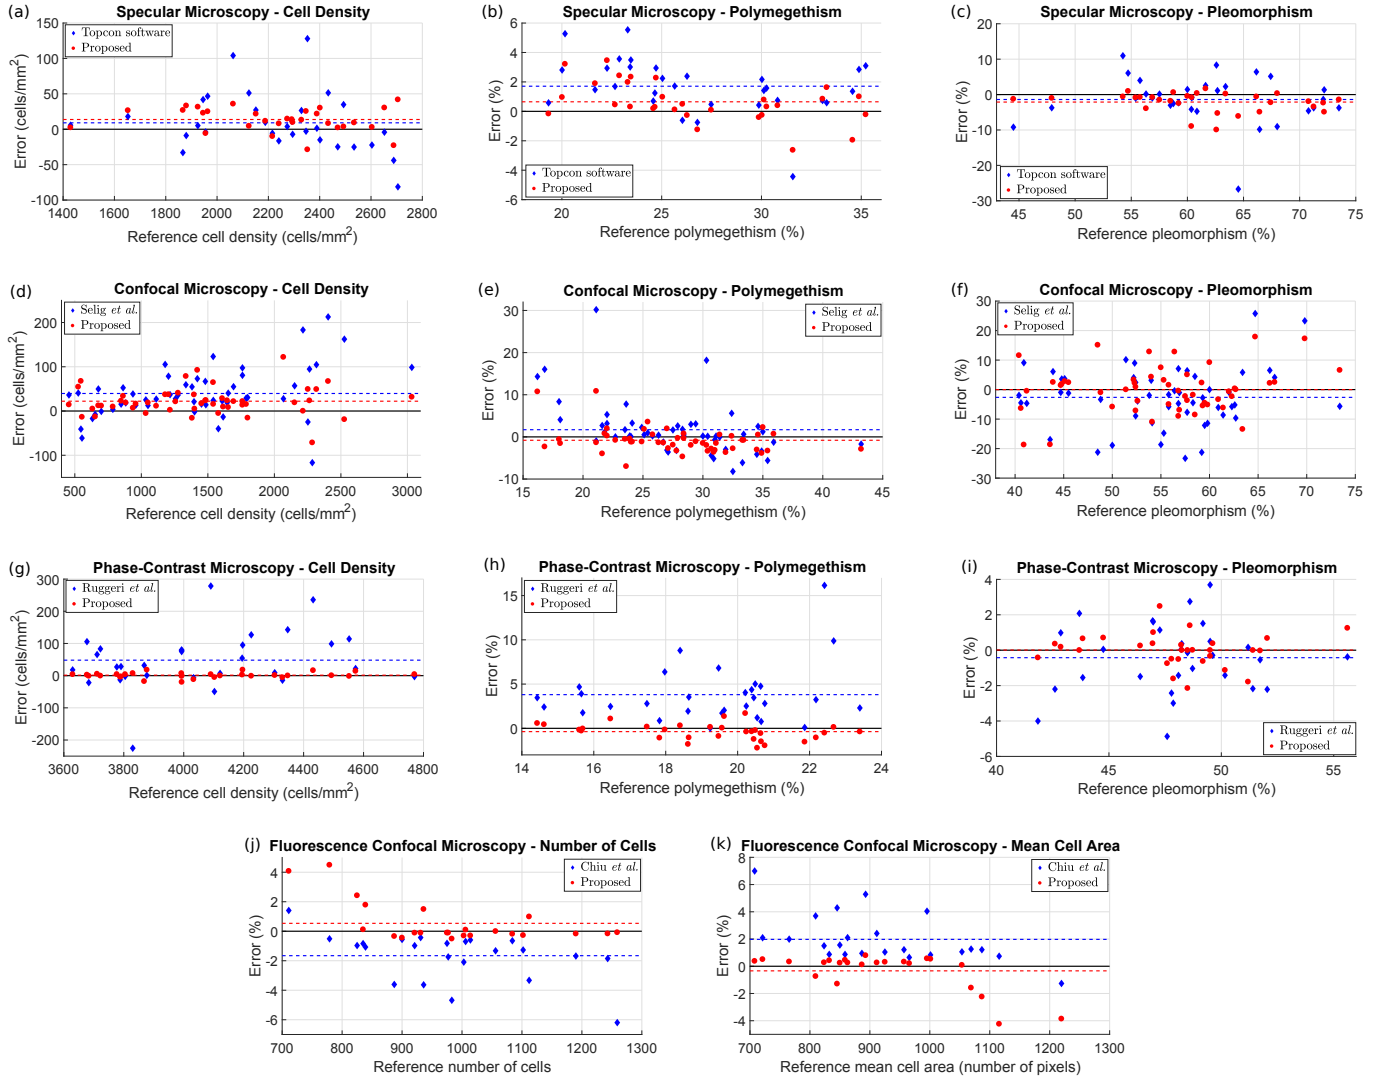 (a) Specular Microscopy - Cell Density
150
100
50
0
-50
-100
Error (cells/mm²)
Topcon software
Proposed
1400 1600 1800 2000 2200 2400 2600 2800
Reference cell density (cells/mm²)
(b) Specular Microscopy - Polymegethism
6
4
2
0
-2
-4
-6
Error (%)
Topcon software
Proposed
20 25 30 35
Reference polymegethism (%)
(c) Specular Microscopy - Pleomorphism
20
10
0
-10
-20
-30
Error (%)
Topcon software
Proposed
45 50 55 60 65 70 75
Reference pleomorphism (%)
(d) Confocal Microscopy - Cell Density
200
100
0
-100
Error (cells/mm²)
Selig et al.
Proposed
500 1000 1500 2000 2500 3000
Reference cell density (cells/mm²)
(e) Confocal Microscopy - Polymegethism
30
20
10
0
-10
Error (%)
Selig et al.
Proposed
15 20 25 30 35 40 45
Reference polymegethism (%)
(f) Confocal Microscopy - Pleomorphism
30
20
10
0
-10
-20
-30
Error (%)
Selig et al.
Proposed
40 45 50 55 60 65 70 75
Reference pleomorphism (%)
(g) Phase-Contrast Microscopy - Cell Density
300
200
100
0
-100
-200
Error (cells/mm²)
Ruggeri et al.
Proposed
3600 3800 4000 4200 4400 4600 4800
Reference cell density (cells/mm²)
(h) Phase-Contrast Microscopy - Polymegethism
15
10
5
0
Error (%)
Ruggeri et al.
Proposed
14 16 18 20 22 24
Reference polymegethism (%)
(i) Phase-Contrast Microscopy - Pleomorphism
4
2
0
-2
-4
-6
Error (%)
Ruggeri et al.
Proposed
40 45 50 55
Reference pleomorphism (%)
(j) Fluorescence Confocal Microscopy - Number of Cells
4
2
0
-2
-4
-6
Error (%)
Chiu et al.
Proposed
700 800 900 1000 1100 1200 1300
Reference number of cells
(k) Fluorescence Confocal Microscopy - Mean Cell Area
8
6
4
2
0
-2
-4
Error (%)
Chiu et al.
Proposed
700 800 900 1000 1100 1200 1300
Reference mean cell area (number of pixels)